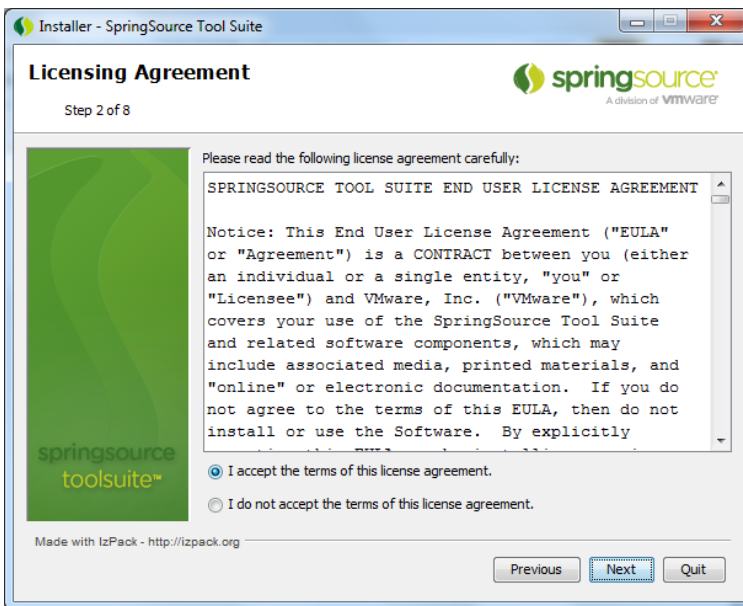 Installer - SpringSource Tool Suite
Licensing Agreement
Step 2 of 8
springsource
A division of vmware
Please read the following license agreement carefully:
SPRINGSOURCE TOOL SUITE END USER LICENSE AGREEMENT
Notice: This End User License Agreement ("EULA"
or "Agreement") is a CONTRACT between you (either
an individual or a single entity, "you" or
"Licensee") and VMware, Inc. ("VMware"), which
covers your use of the SpringSource Tool Suite
and related software components, which may
include associated media, printed materials, and
"online" or electronic documentation.  If you do
not agree to the terms of this EULA, then do not
install or use the Software.  By explicitly
springsource
toolsuite™
I accept the terms of this license agreement.
I do not accept the terms of this license agreement.
Made with IzPack - http://izpack.org
Previous
Next
Quit